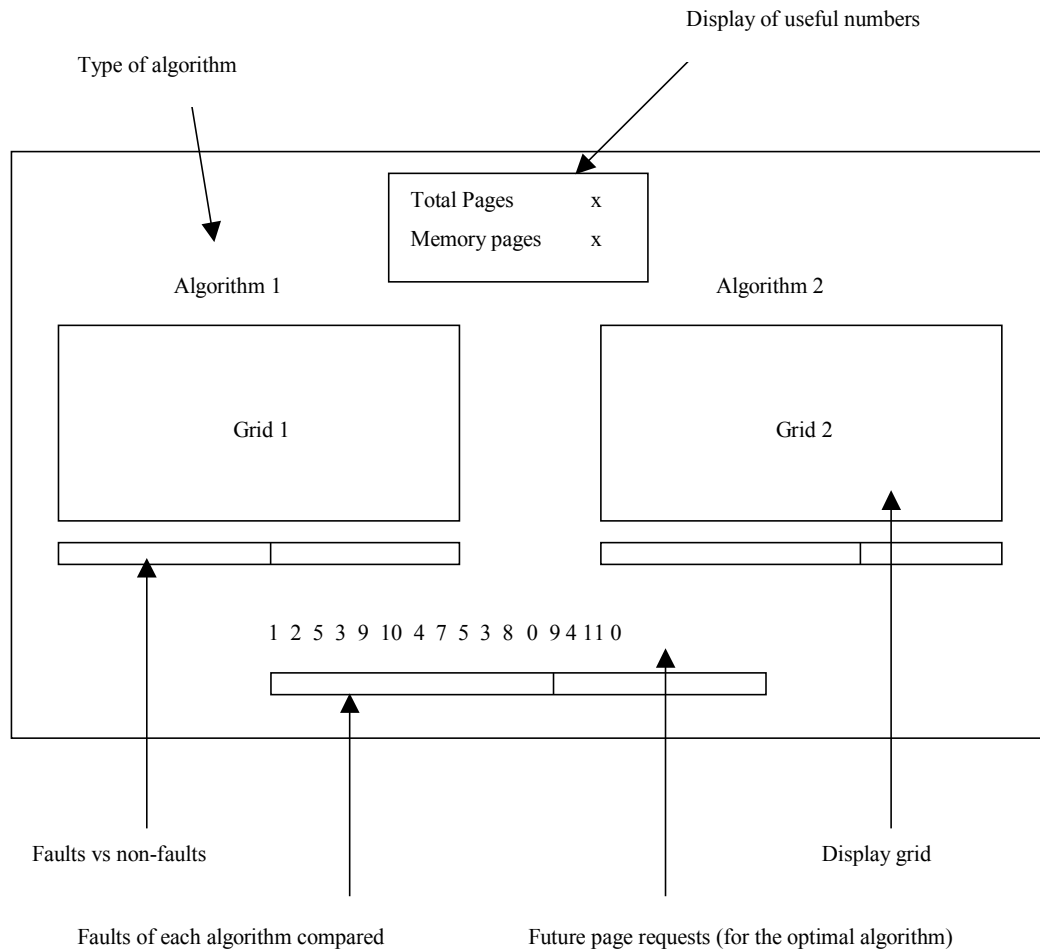 Display of useful numbers
Type of algorithm
Total Pages x
Memory pages x
Algorithm 1
Algorithm 2
Grid 1
Grid 2
1 2 5 3 9 10 4 7 5 3 8 0 9 4 11 0
Faults vs non-faults
Display grid
Faults of each algorithm compared
Future page requests (for the optimal algorithm)